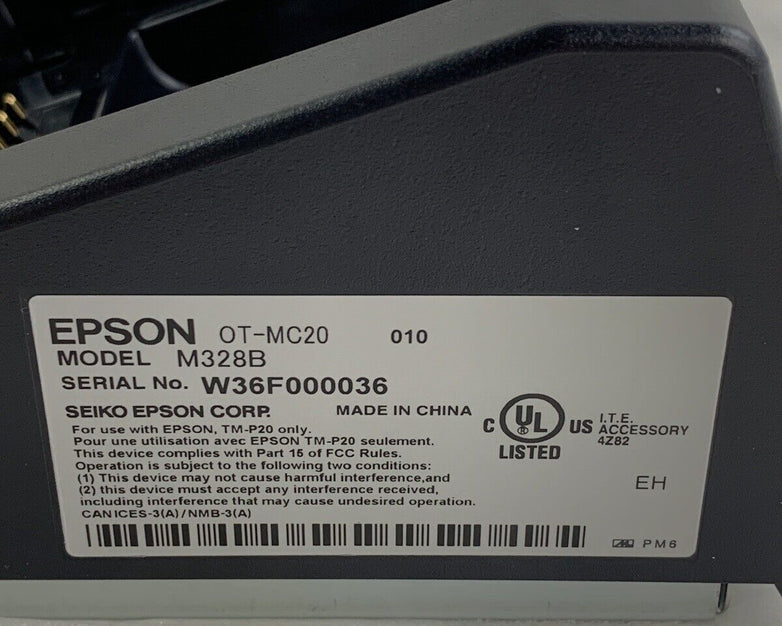 EPSON OT-MC20 010
MODEL M328B
SERIAL No. W36F000036
SEIKO EPSON CORP. MADE IN CHINA
For use with EPSON, TM-P20 only.
Pour une utilisation avec EPSON TM-P20 seulement.
This device complies with Part 15 of FCC Rules.
Operation is subject to the following two conditions:
(1) This device may not cause harmful interference,and
(2) this device must accept any interference received,
including interference that may cause undesired operation.
CAN ICES-3(A)/NMB-3(A)
C UL ® US
LISTED
I.T.E.
ACCESSORY
4Z82
EH
PM6